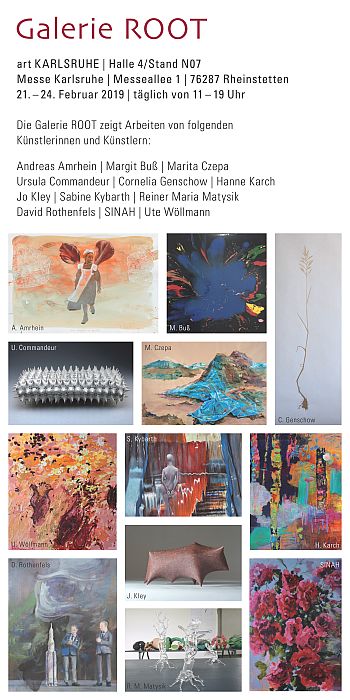 Galerie ROOT
art KARLSRUHE | Halle 4/Stand N07
Messe Karlsruhe | Messeallee 1 | 76287 Rheinstetten
21. – 24. Februar 2019 | täglich von 11 – 19 Uhr
Die Galerie ROOT zeigt Arbeiten von folgenden
Künstlerinnen und Künstlern:
Andreas Amrhein | Margit Buß | Marita Czepa
Ursula Commandeur | Cornelia Genschow | Hanne Karch
Jo Kley | Sabine Kybarth | Reiner Maria Matysik
David Rothenfels | SINAH | Ute Wöllmann
A. Amrhein
M. Buß
U. Commandeur
M. Czepa
C. Genschow
S. Kybarth
U. Wöllmann
H. Karch
D. Rothenfels
J. Kley
SINAH
R. M. Matysik